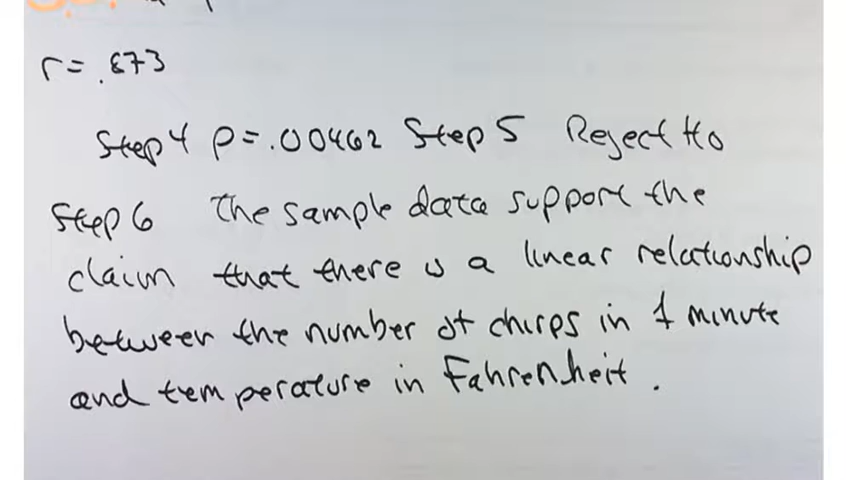 r = .873
Step 4 P = .00462 Step 5 Reject Ho
Step 6 The sample data support the
claim that there is a linear relationship
between the number of chirps in 1 minute
and temperature in Fahrenheit.